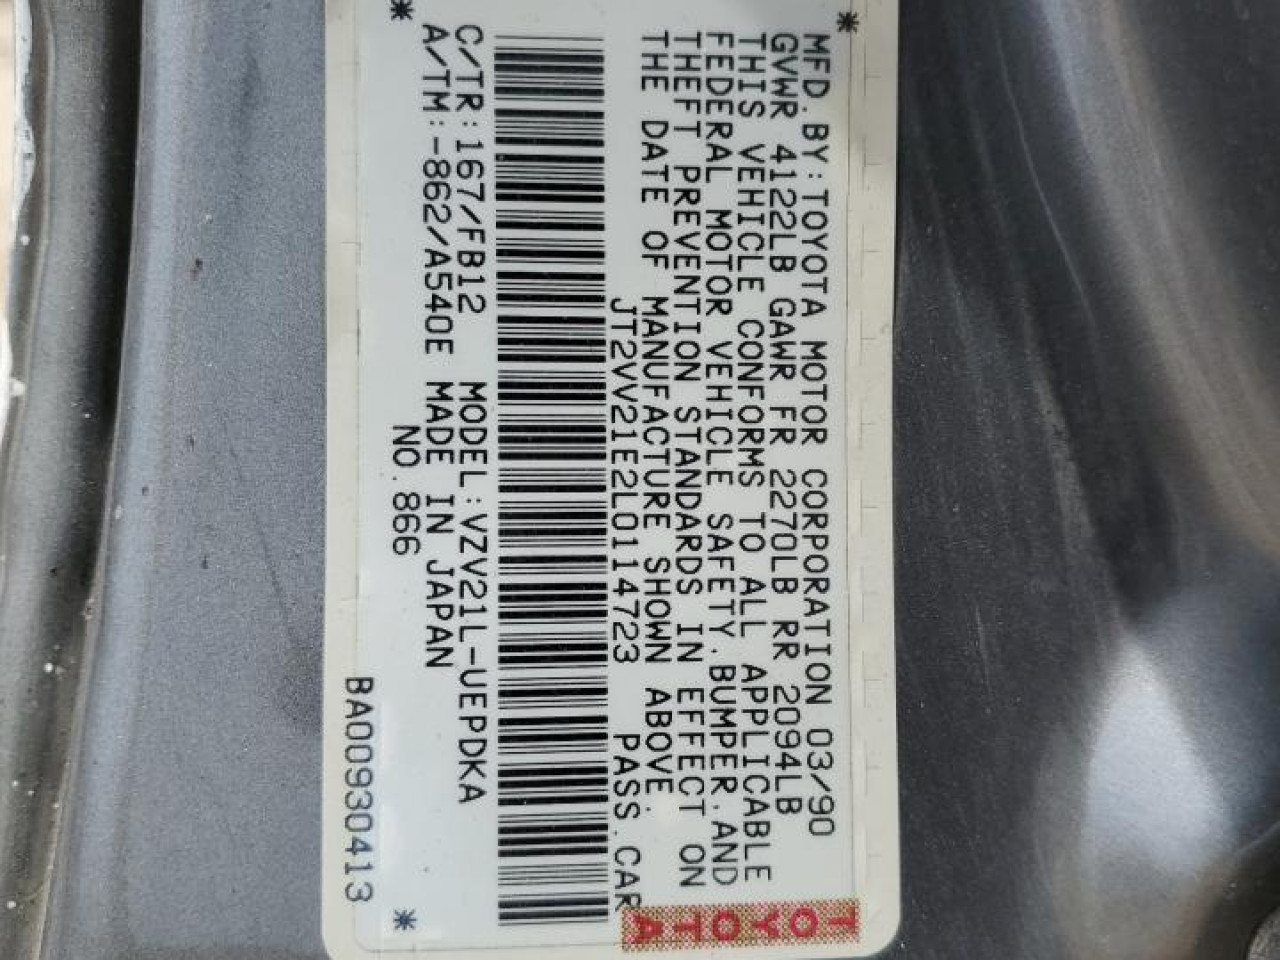 MFD.BY:TOYOTA MOTOR CORPORATION 03/90
GVWR 4122LB GAWR FR 2270LB RR 2094LB
THIS VEHICLE CONFORMS TO ALL APPLICABLE
FEDERAL MOTOR VEHICLE SAFETY.BUMPER.AND
THEFT PREVENTION STANDARDS IN EFFECT ON
THE DATE OF MANUFACTURE SHOWN ABOVE.
JT2VV21E2L0114723 PASS.CAR
C/TR:167/FB12 MODEL:VZV21L-UEPDKA
A/TM:-862/A540E MADE IN JAPAN
NO.866
BA00930413
TOYOTA